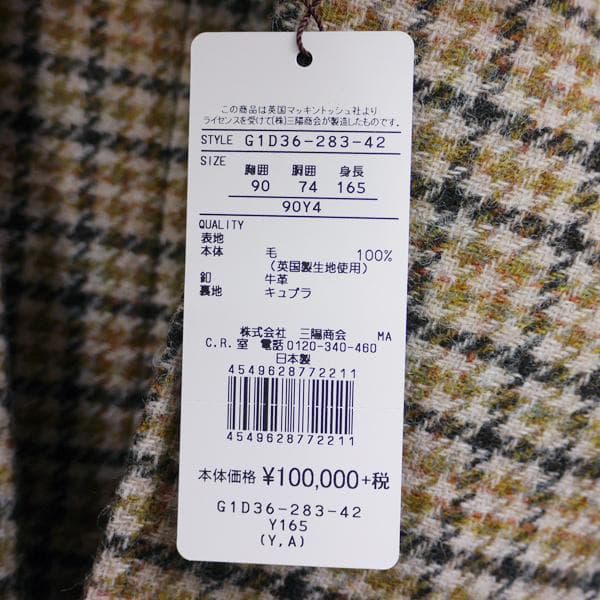 この商品は英国マッキントッシュ社より
ライセンスを受けて(株)三陽商会が製造したものです。
STYLE G1D36-283-42
SIZE
胸囲 胴囲 身長
90 74 165
90Y4
QUALITY
表地
本体 毛 100%
(英国製生地使用)
釦 牛革
裏地 キュプラ
株式会社 三陽商会 MA
C.R.室 電話0120-340-460
日本製
4549628772211
4549628772211
本体価格 ¥100,000+税
G1D36-283-42
Y165
(Y,A)